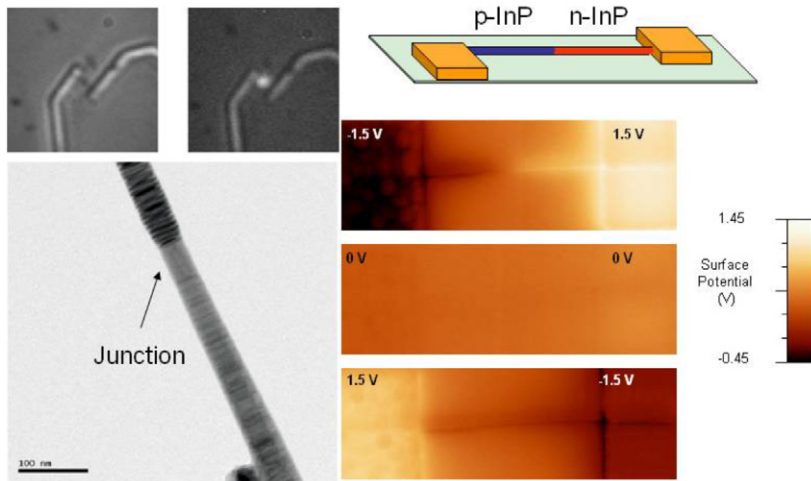 p-InP n-InP
-1.5 V 1.5 V
1.45
0 V 0 V
Surface
Potential
(V)
Junction
-0.45
1.5 V -1.5 V
100 nm